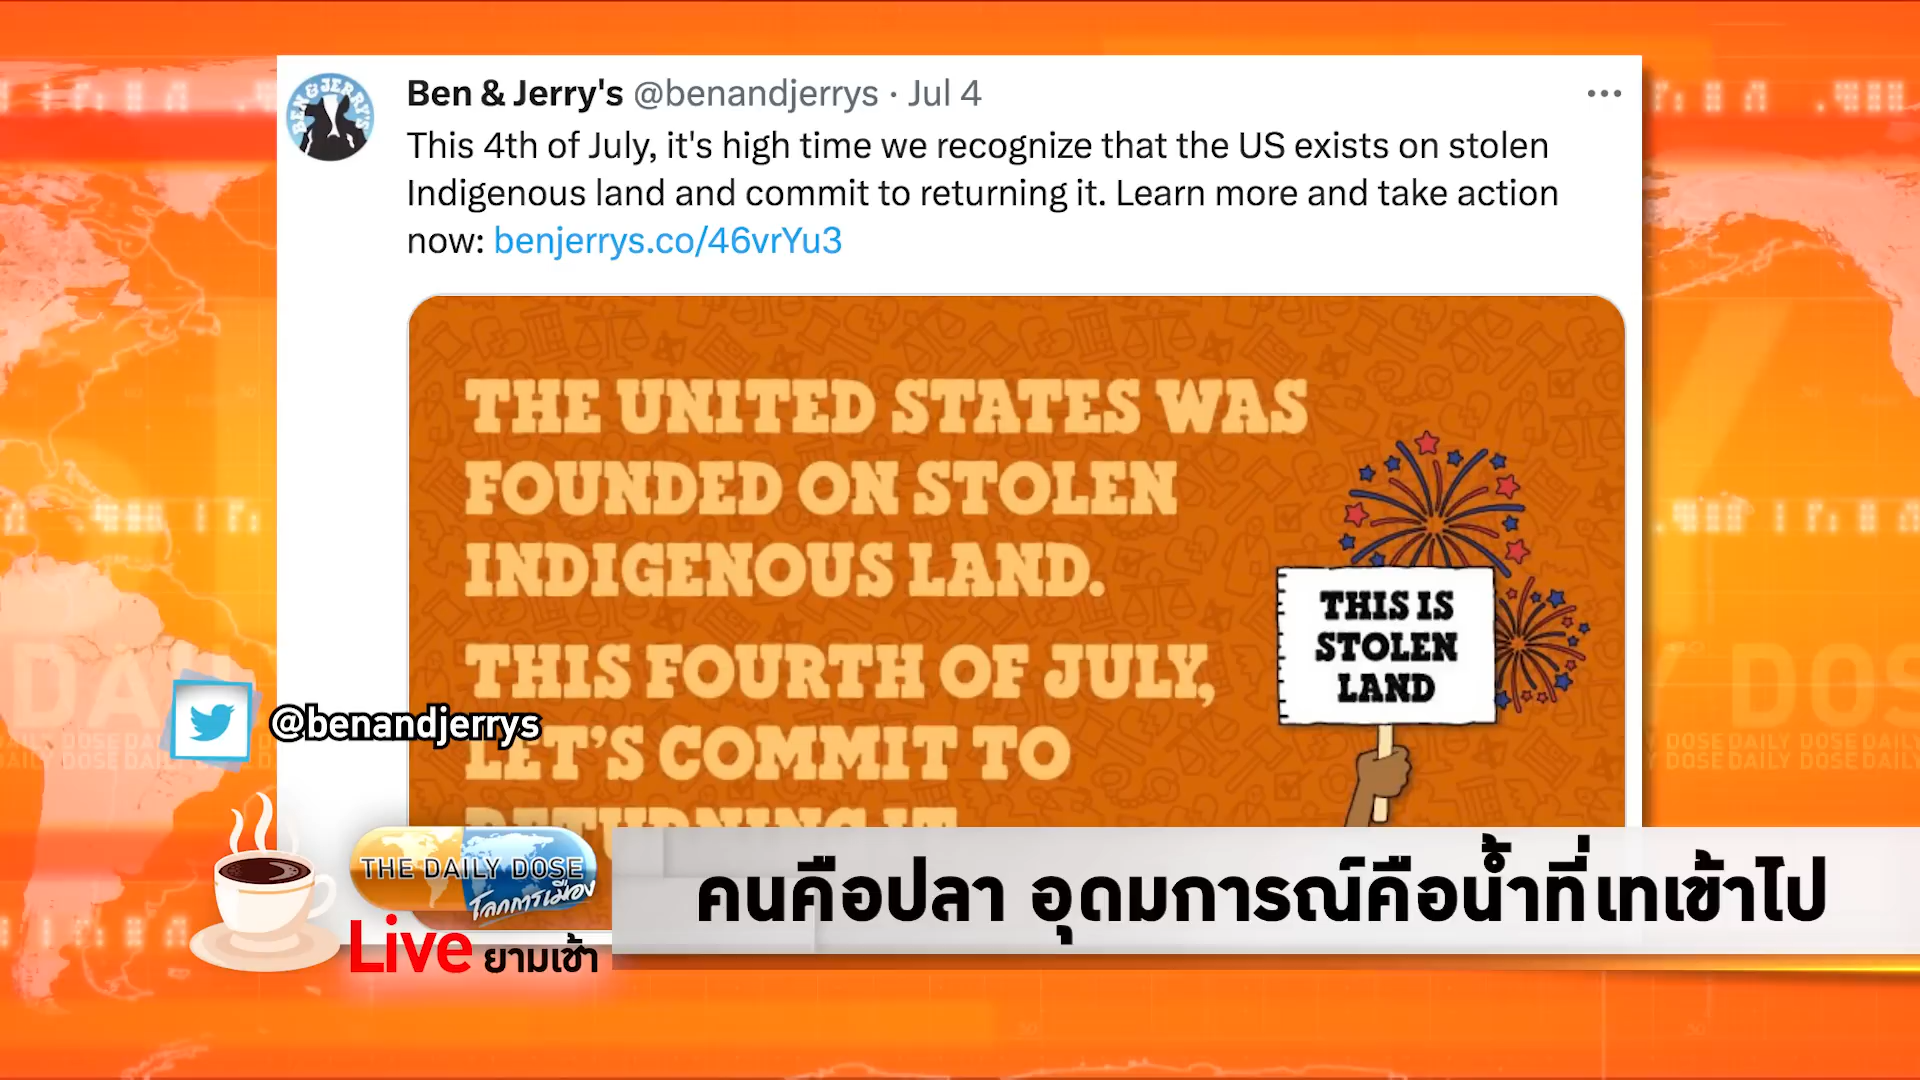 Ben & Jerry's @benandjerrys · Jul 4
This 4th of July, it's high time we recognize that the US exists on stolen
Indigenous land and commit to returning it. Learn more and take action
now: benjerrys.co/46vrYu3
BEN & JERRY'S
THE UNITED STATES WAS
FOUNDED ON STOLEN
INDIGENOUS LAND.
THIS FOURTH OF JULY,
LET'S COMMIT TO
RETURNING IT
THIS IS
STOLEN
LAND
@benandjerrys
THE DAILY DOSE
โลกการเมือง
Live ยามเช้า
คนคือปลา อุดมการณ์คือน้ำที่เทเข้าไป